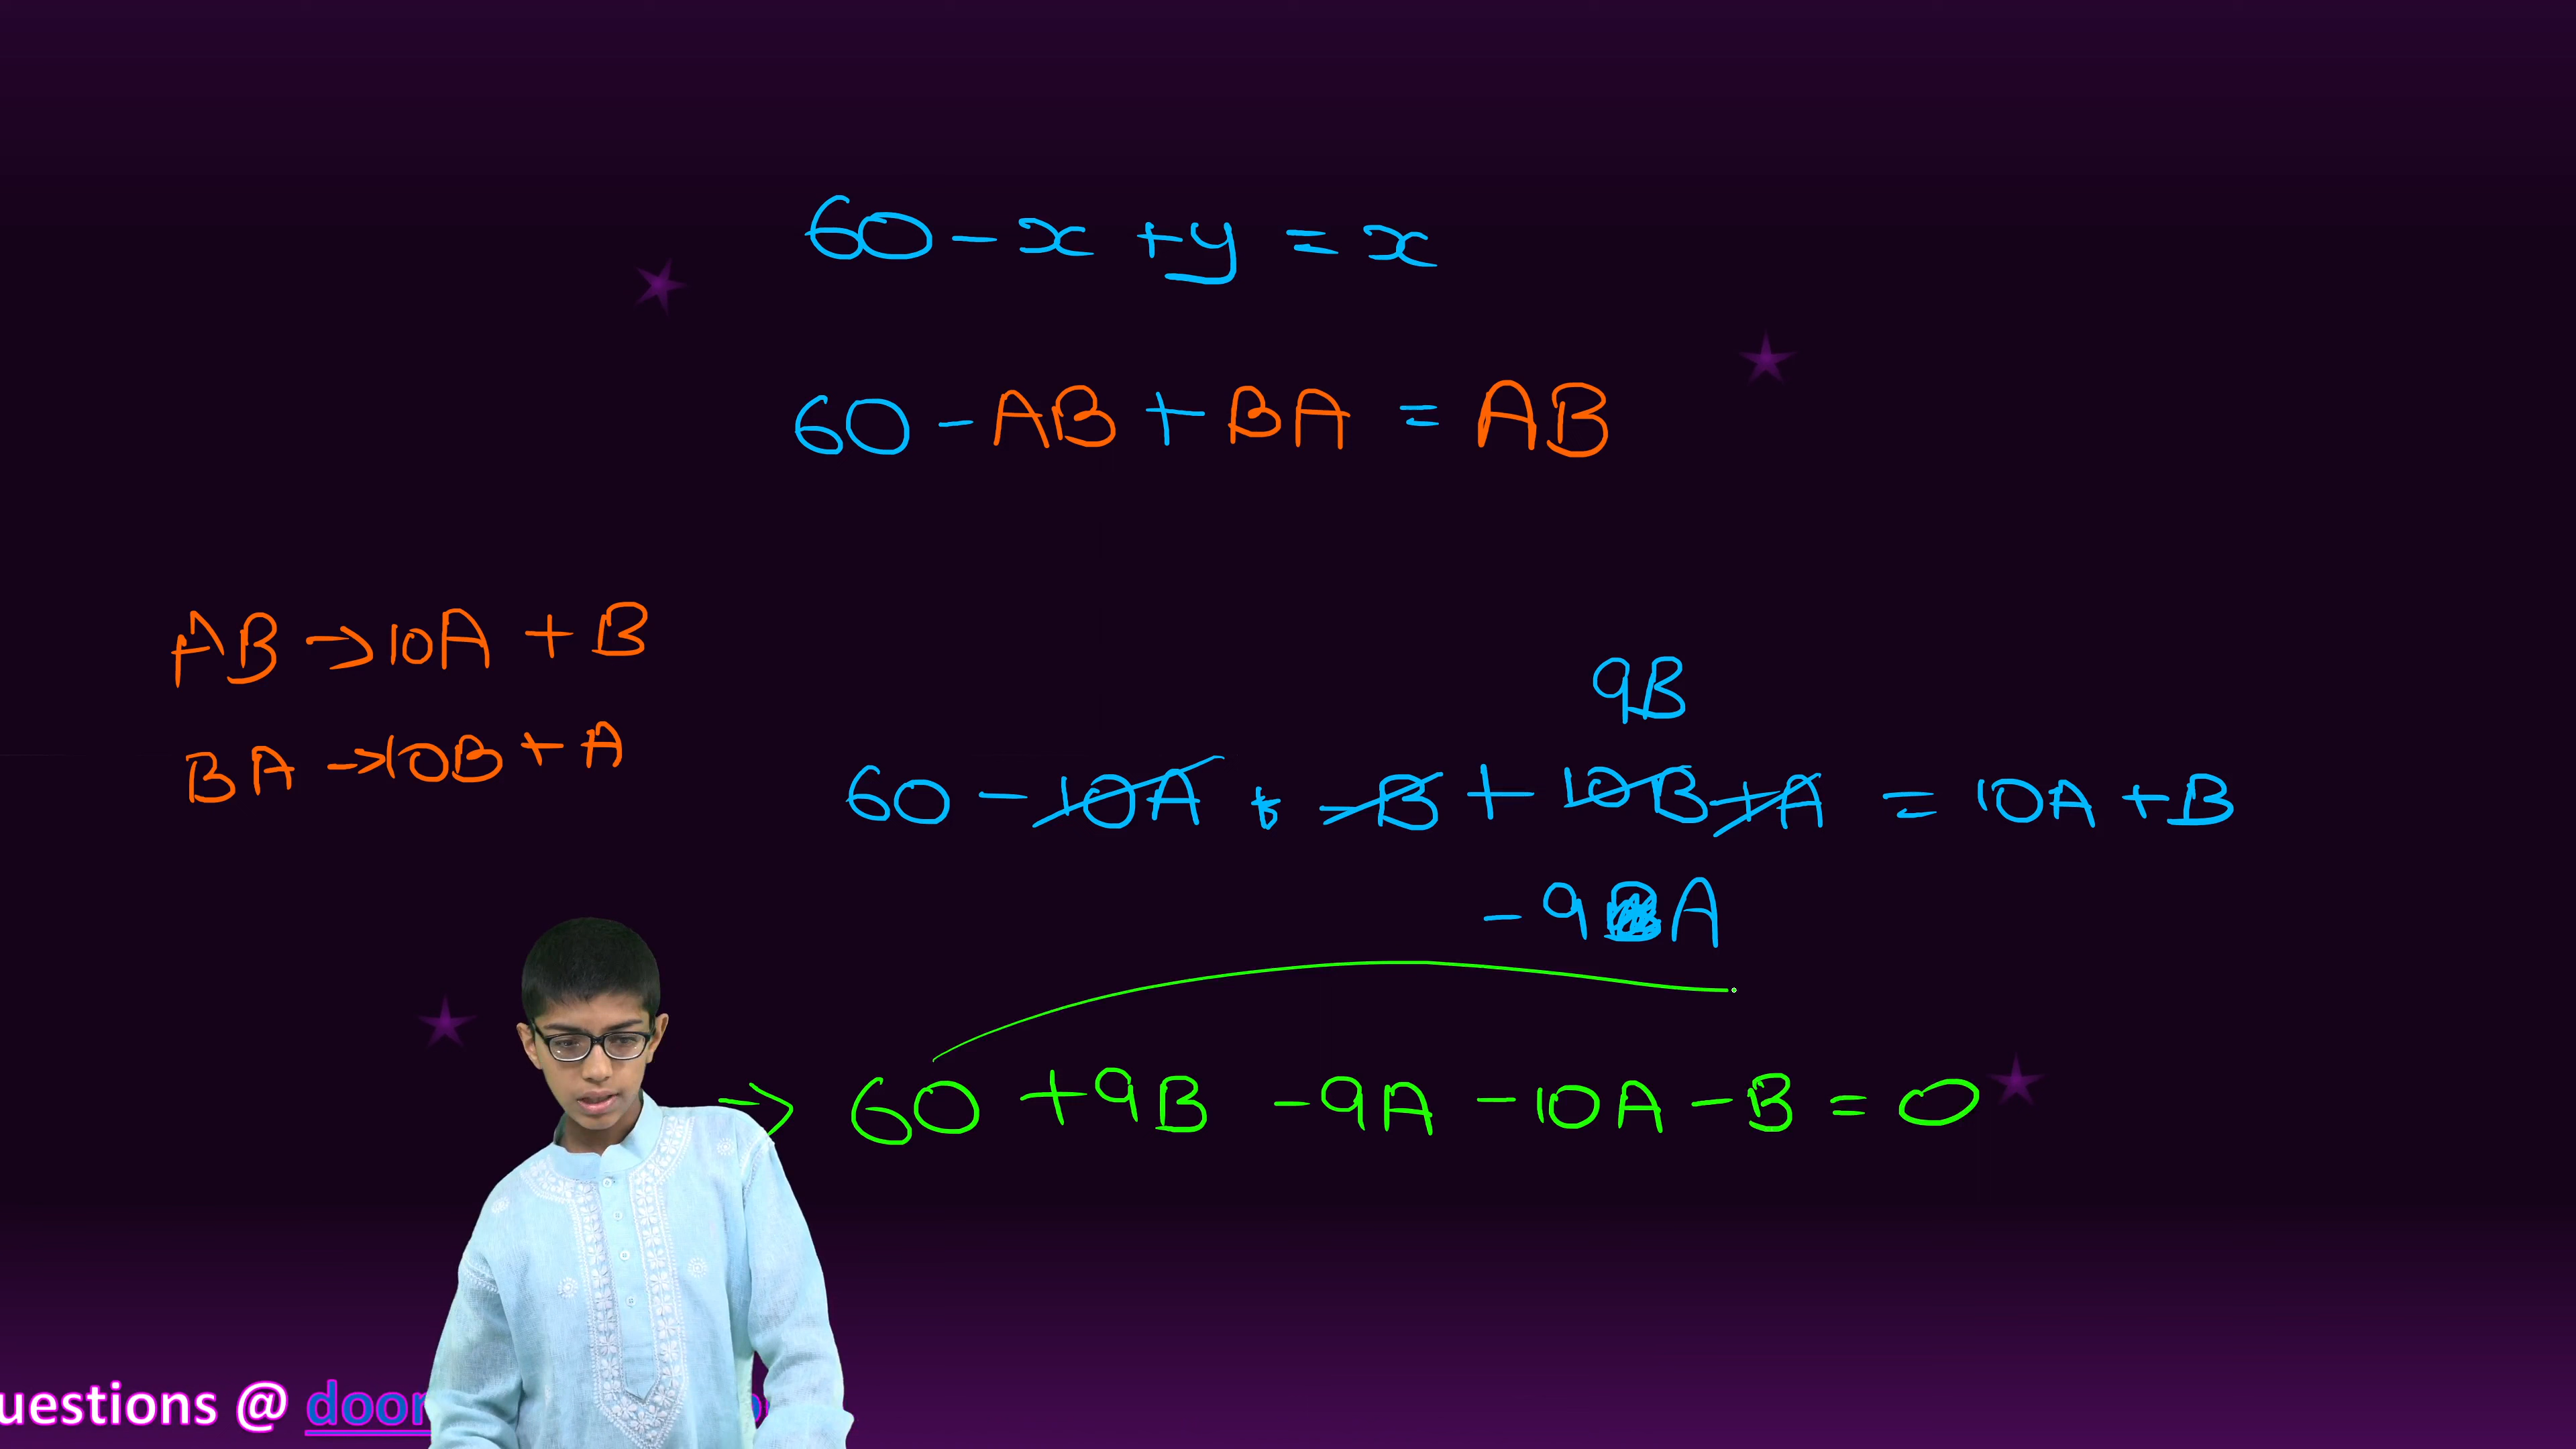 60 - x + y = x
60 - AB + BA = AB
AB → 10A + B
BA → 10B + A
9B
60 - 10A - B + 10B + A = 10A + B
- 9 A
→ 60 + 9B - 9A - 10A - B = 0
uestions @ door